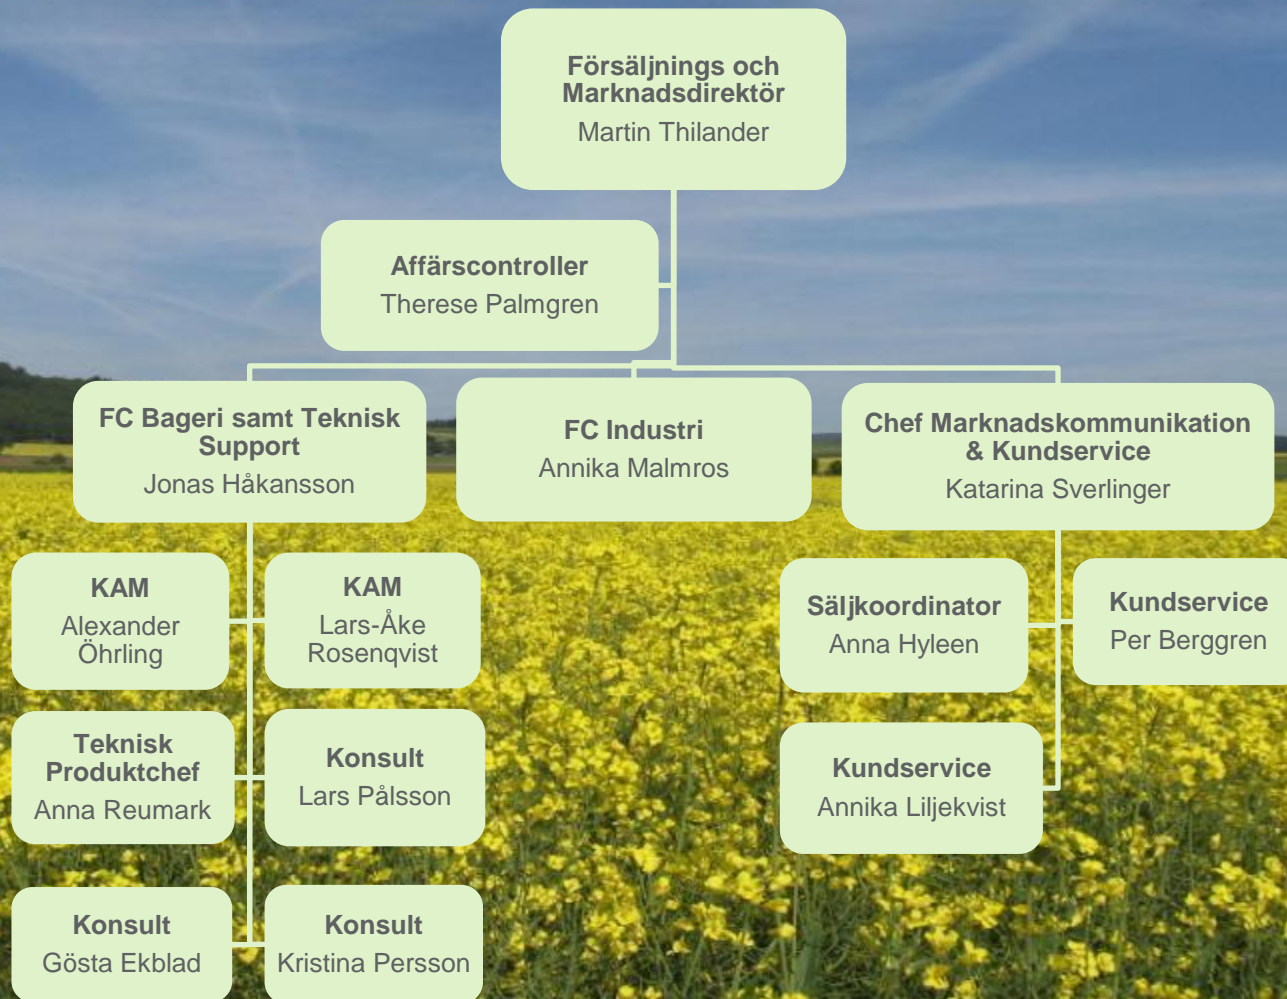 Försäljnings och
Marknadsdirektör
Martin Thilander
Affärscontroller
Therese Palmgren
FC Bageri samt Teknisk
Support
Jonas Håkansson
FC Industri
Annika Malmros
Chef Marknadskommunikation
& Kundservice
Katarina Sverlinger
KAM
Alexander
Öhrling
KAM
Lars-Åke
Rosenqvist
Säljkoordinator
Anna Hyleen
Kundservice
Per Berggren
Teknisk
Produktchef
Anna Reumark
Konsult
Lars Pålsson
Kundservice
Annika Liljekvist
Konsult
Gösta Ekblad
Konsult
Kristina Persson